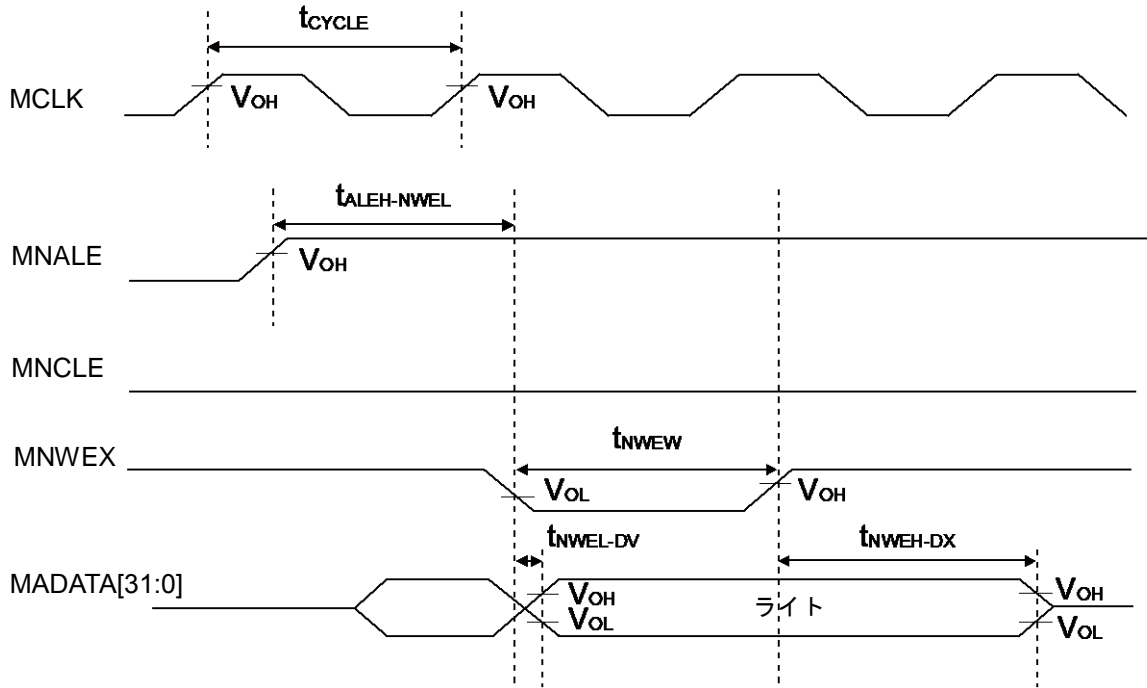 tCYCLE
MCLK
VOH
VOH
tALEH-NWEL
MNALE
VOH
MNCLE
tNWEW
MNWEX
VOL
VOH
tNWEL-DV
tNWEH-DX
MADATA[31:0]
VOH
ライト
VOH
VOL
VOL